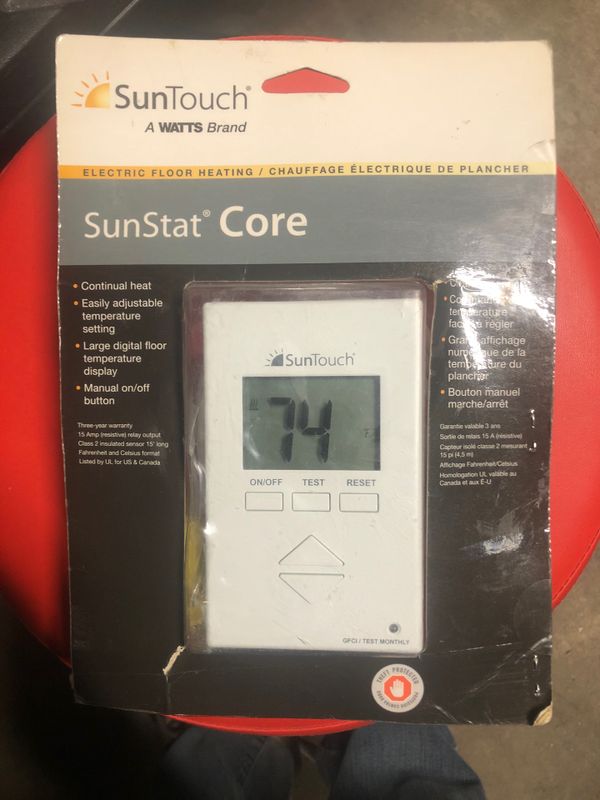 SunTouch®
A WATTS Brand
ELECTRIC FLOOR HEATING / CHAUFFAGE ÉLECTRIQUE DE PLANCHER
SunStat® Core
• Continual heat
• Easily adjustable
temperature
setting
• Large digital floor
temperature
display
• Manual on/off
button
Three-year warranty
15 Amp (resistive) relay output
Class 2 insulated sensor 15' long
Fahrenheit and Celsius format
Listed by UL for US & Canada
SunTouch®
74
ON/OFF TEST RESET
GFCI / TEST MONTHLY
température
régler
• affichage
de la
du
plancher
• Bouton manuel
marche/arrêt
Garantie valable 3 ans
Sortie de relais 15 A (résistive)
Capteur isolé classe 2 mesurant
15 pi (4,5 m)
Affichage Fahrenheit/Celsius
Homologation UL valable au
Canada et aux É-U
THEFT PROTECTED